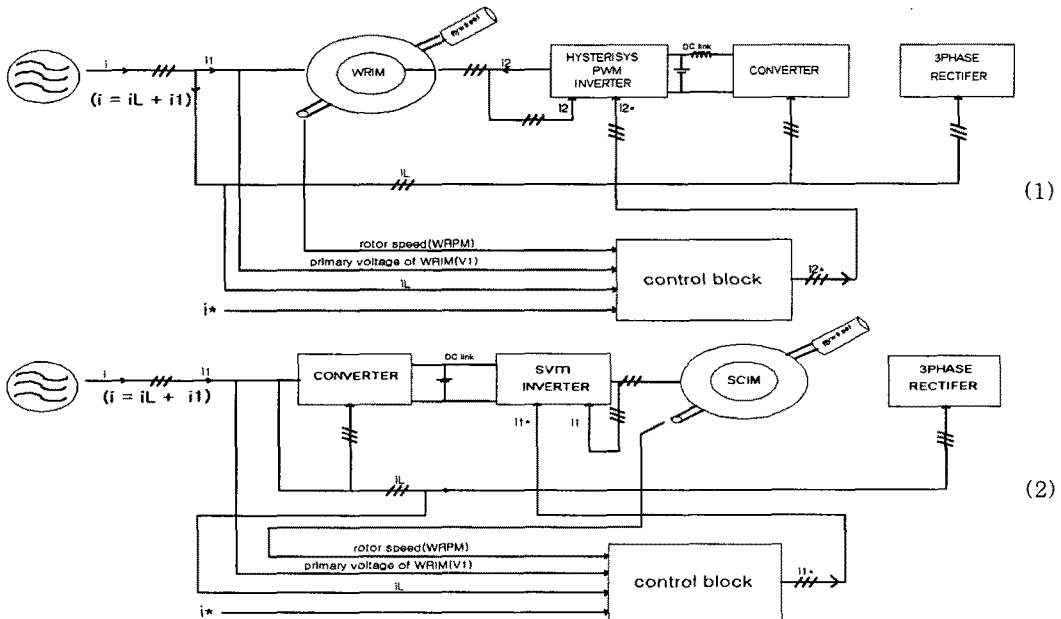 i
i1
(i = iL + i1)
WRIM
flywheel
i2
i2
HYSTERISYS
PWM
INVERTER
i2*
DC link
CONVERTER
3PHASE
RECTIFER
iL
(1)
rotor speed(WRPM)
primary voltage of WRIM(V1)
iL
i*
control block
i2*
i
i1
(i = iL + i1)
CONVERTER
DC link
SVM
INVERTER
i1*
i1
SCIM
flywheel
3PHASE
RECTIFER
iL
(2)
rotor speed(WRPM)
primary voltage of WRIM(V1)
iL
i*
control block
i1*